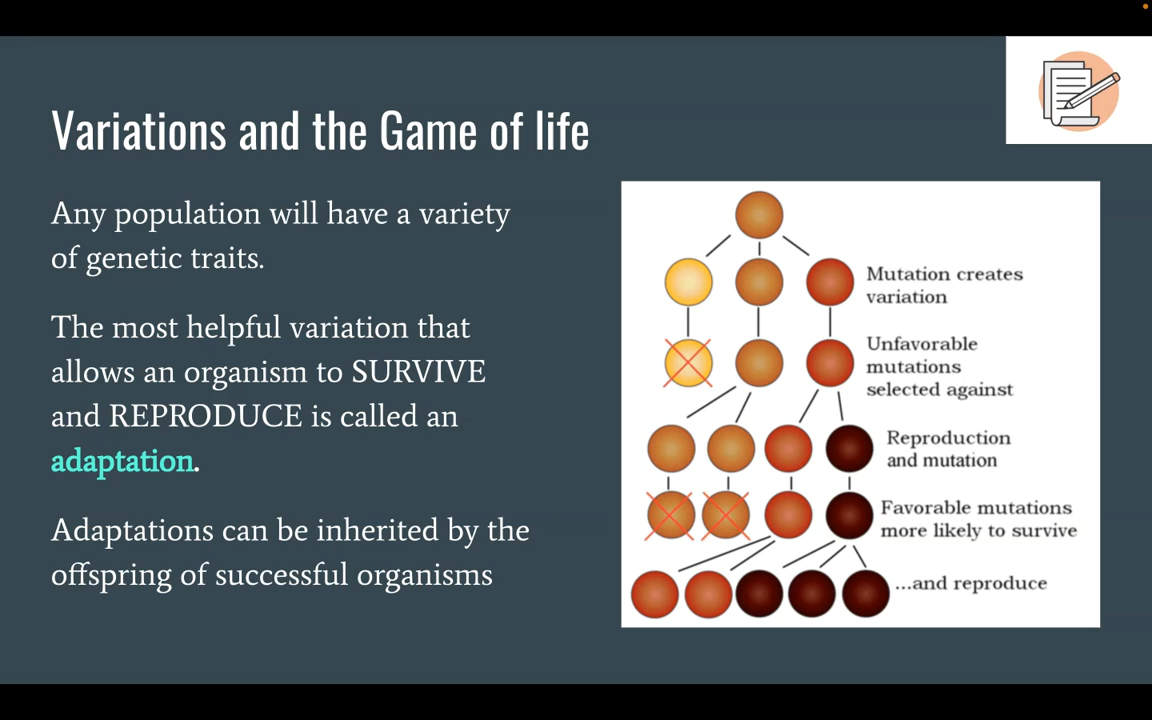 Variations and the Game of life
Any population will have a variety
of genetic traits.
The most helpful variation that
allows an organism to SURVIVE
and REPRODUCE is called an
adaptation.
Adaptations can be inherited by the
offspring of successful organisms
Mutation creates
variation
Unfavorable
mutations
selected against
Reproduction
and mutation
Favorable mutations
more likely to survive
...and reproduce